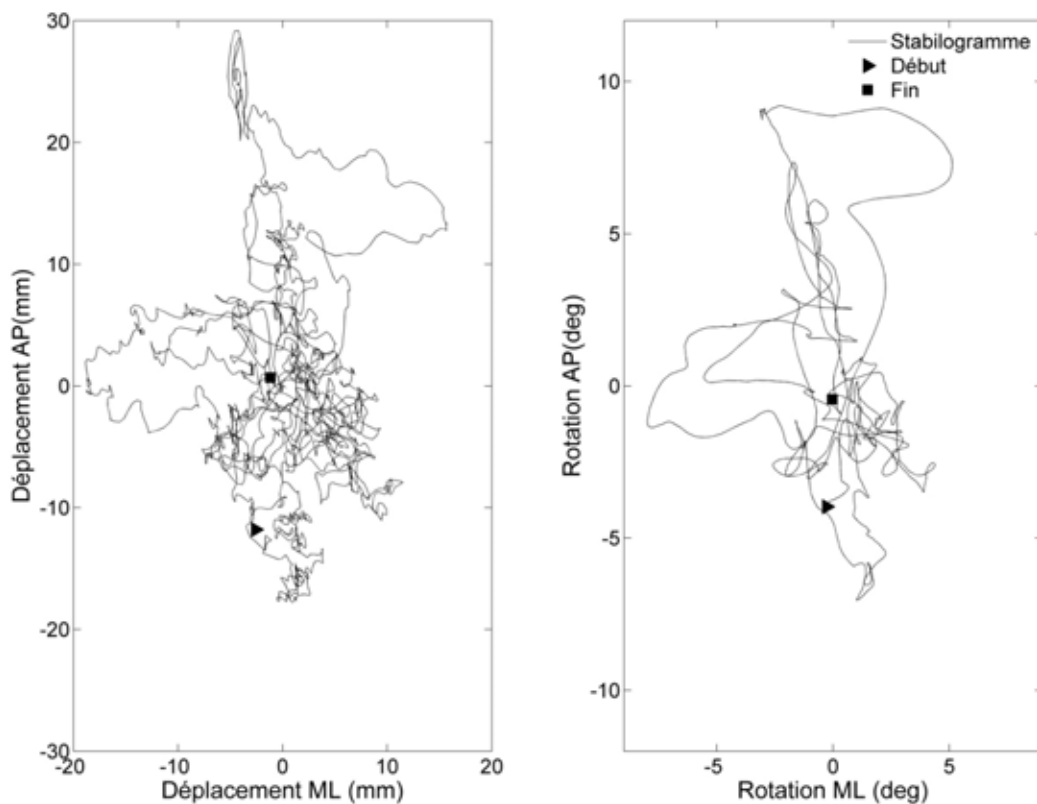 30
20
10
0
-10
-20
-30
-20
-10
0
10
20
Déplacement AP(mm)
Déplacement ML (mm)
Stabilogramme
Début
Fin
10
5
0
-5
-10
-5
0
5
Rotation AP(deg)
Rotation ML (deg)